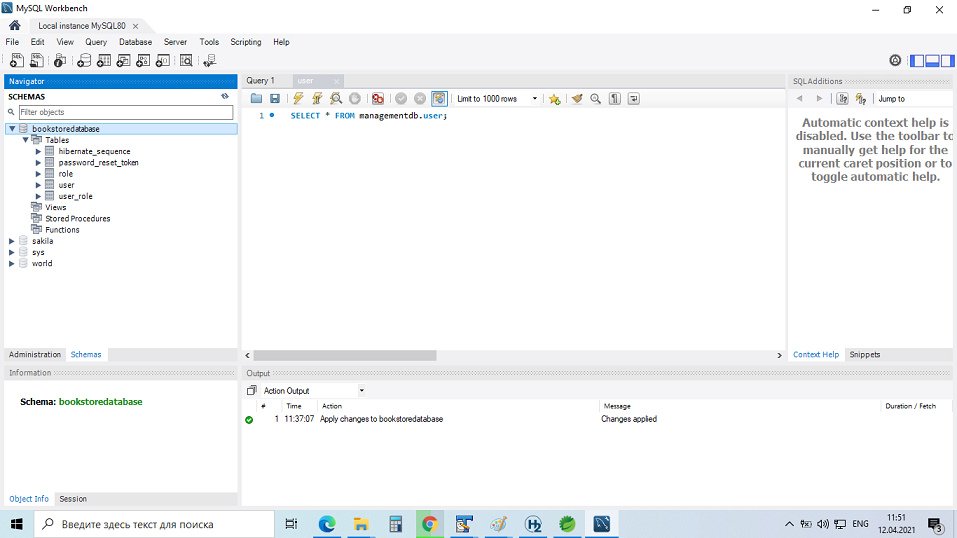 MySQL Workbench
Local instance MySQL80
File Edit View Query Database Server Tools Scripting Help
Navigator
SCHEMAS
Filter objects
bookstoredatabase
Tables
hibernate_sequence
password_reset_token
role
user
user_role
Views
Stored Procedures
Functions
sakila
sys
world
Administration Schemas
Information
Schema: bookstoredatabase
Object Info Session
Query 1 user
Limit to 1000 rows
1 SELECT * FROM managementdb.user;
SQLAdditions
Jump to
Automatic context help is
disabled. Use the toolbar to
manually get help for the
current caret position or to
toggle automatic help.
Context Help Snippets
Output
Action Output
# Time Action Message Duration / Fetch
1 11:37:07 Apply changes to bookstoredatabase Changes applied
Введите здесь текст для поиска
ENG
11:51
12.04.2021
3